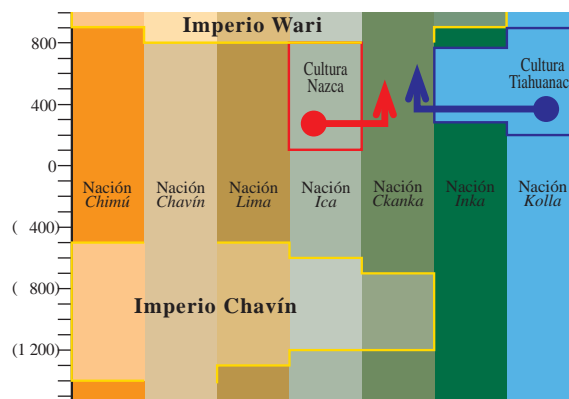 Imperio Wari
800
Cultura
Nazca
Cultura
Tiahuanac
400
0
Nación
Chimú
Nación
Chavín
Nación
Lima
Nación
Ica
Nación
Ckanka
Nación
Inka
Nación
Kolla
( 400)
( 800)
Imperio Chavín
(1 200)